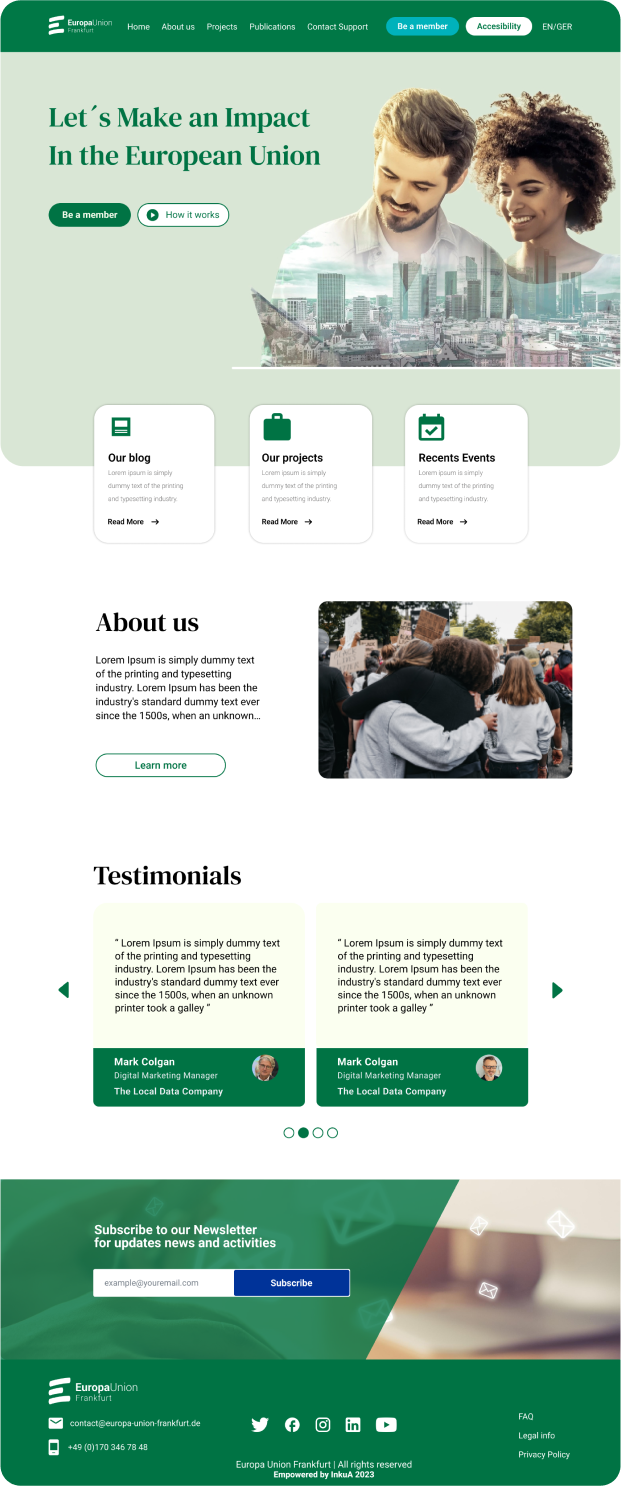 EuropaUnion
Frankfurt
Home About us Projects Publications Contact Support Be a member Accesibility EN/GER
Let´s Make an Impact
In the European Union
Be a member How it works
Our blog
Lorem ipsum is simply
dummy text of the printing
and typesetting industry.
Read More
Our projects
Lorem ipsum is simply
dummy text of the printing
and typesetting industry.
Read More
Recents Events
Lorem ipsum is simply
dummy text of the printing
and typesetting industry.
Read More
About us
Lorem Ipsum is simply dummy text
of the printing and typesetting
industry. Lorem Ipsum has been the
industry's standard dummy text ever
since the 1500s, when an unknown...
Learn more
Testimonials
“ Lorem Ipsum is simply dummy text
of the printing and typesetting
industry. Lorem Ipsum has been the
industry's standard dummy text ever
since the 1500s, when an unknown
printer took a galley “
Mark Colgan
Digital Marketing Manager
The Local Data Company
“ Lorem Ipsum is simply dummy text
of the printing and typesetting
industry. Lorem Ipsum has been the
industry's standard dummy text ever
since the 1500s, when an unknown
printer took a galley ”
Mark Colgan
Digital Marketing Manager
The Local Data Company
Subscribe to our Newsletter
for updates news and activities
example@youremail.com Subscribe
EuropaUnion
Frankfurt
contact@europa-union-frankfurt.de
+49 (0)170 346 78 48
Europa Union Frankfurt | All rights reserved
Empowered by InkuA 2023
FAQ
Legal info
Privacy Policy